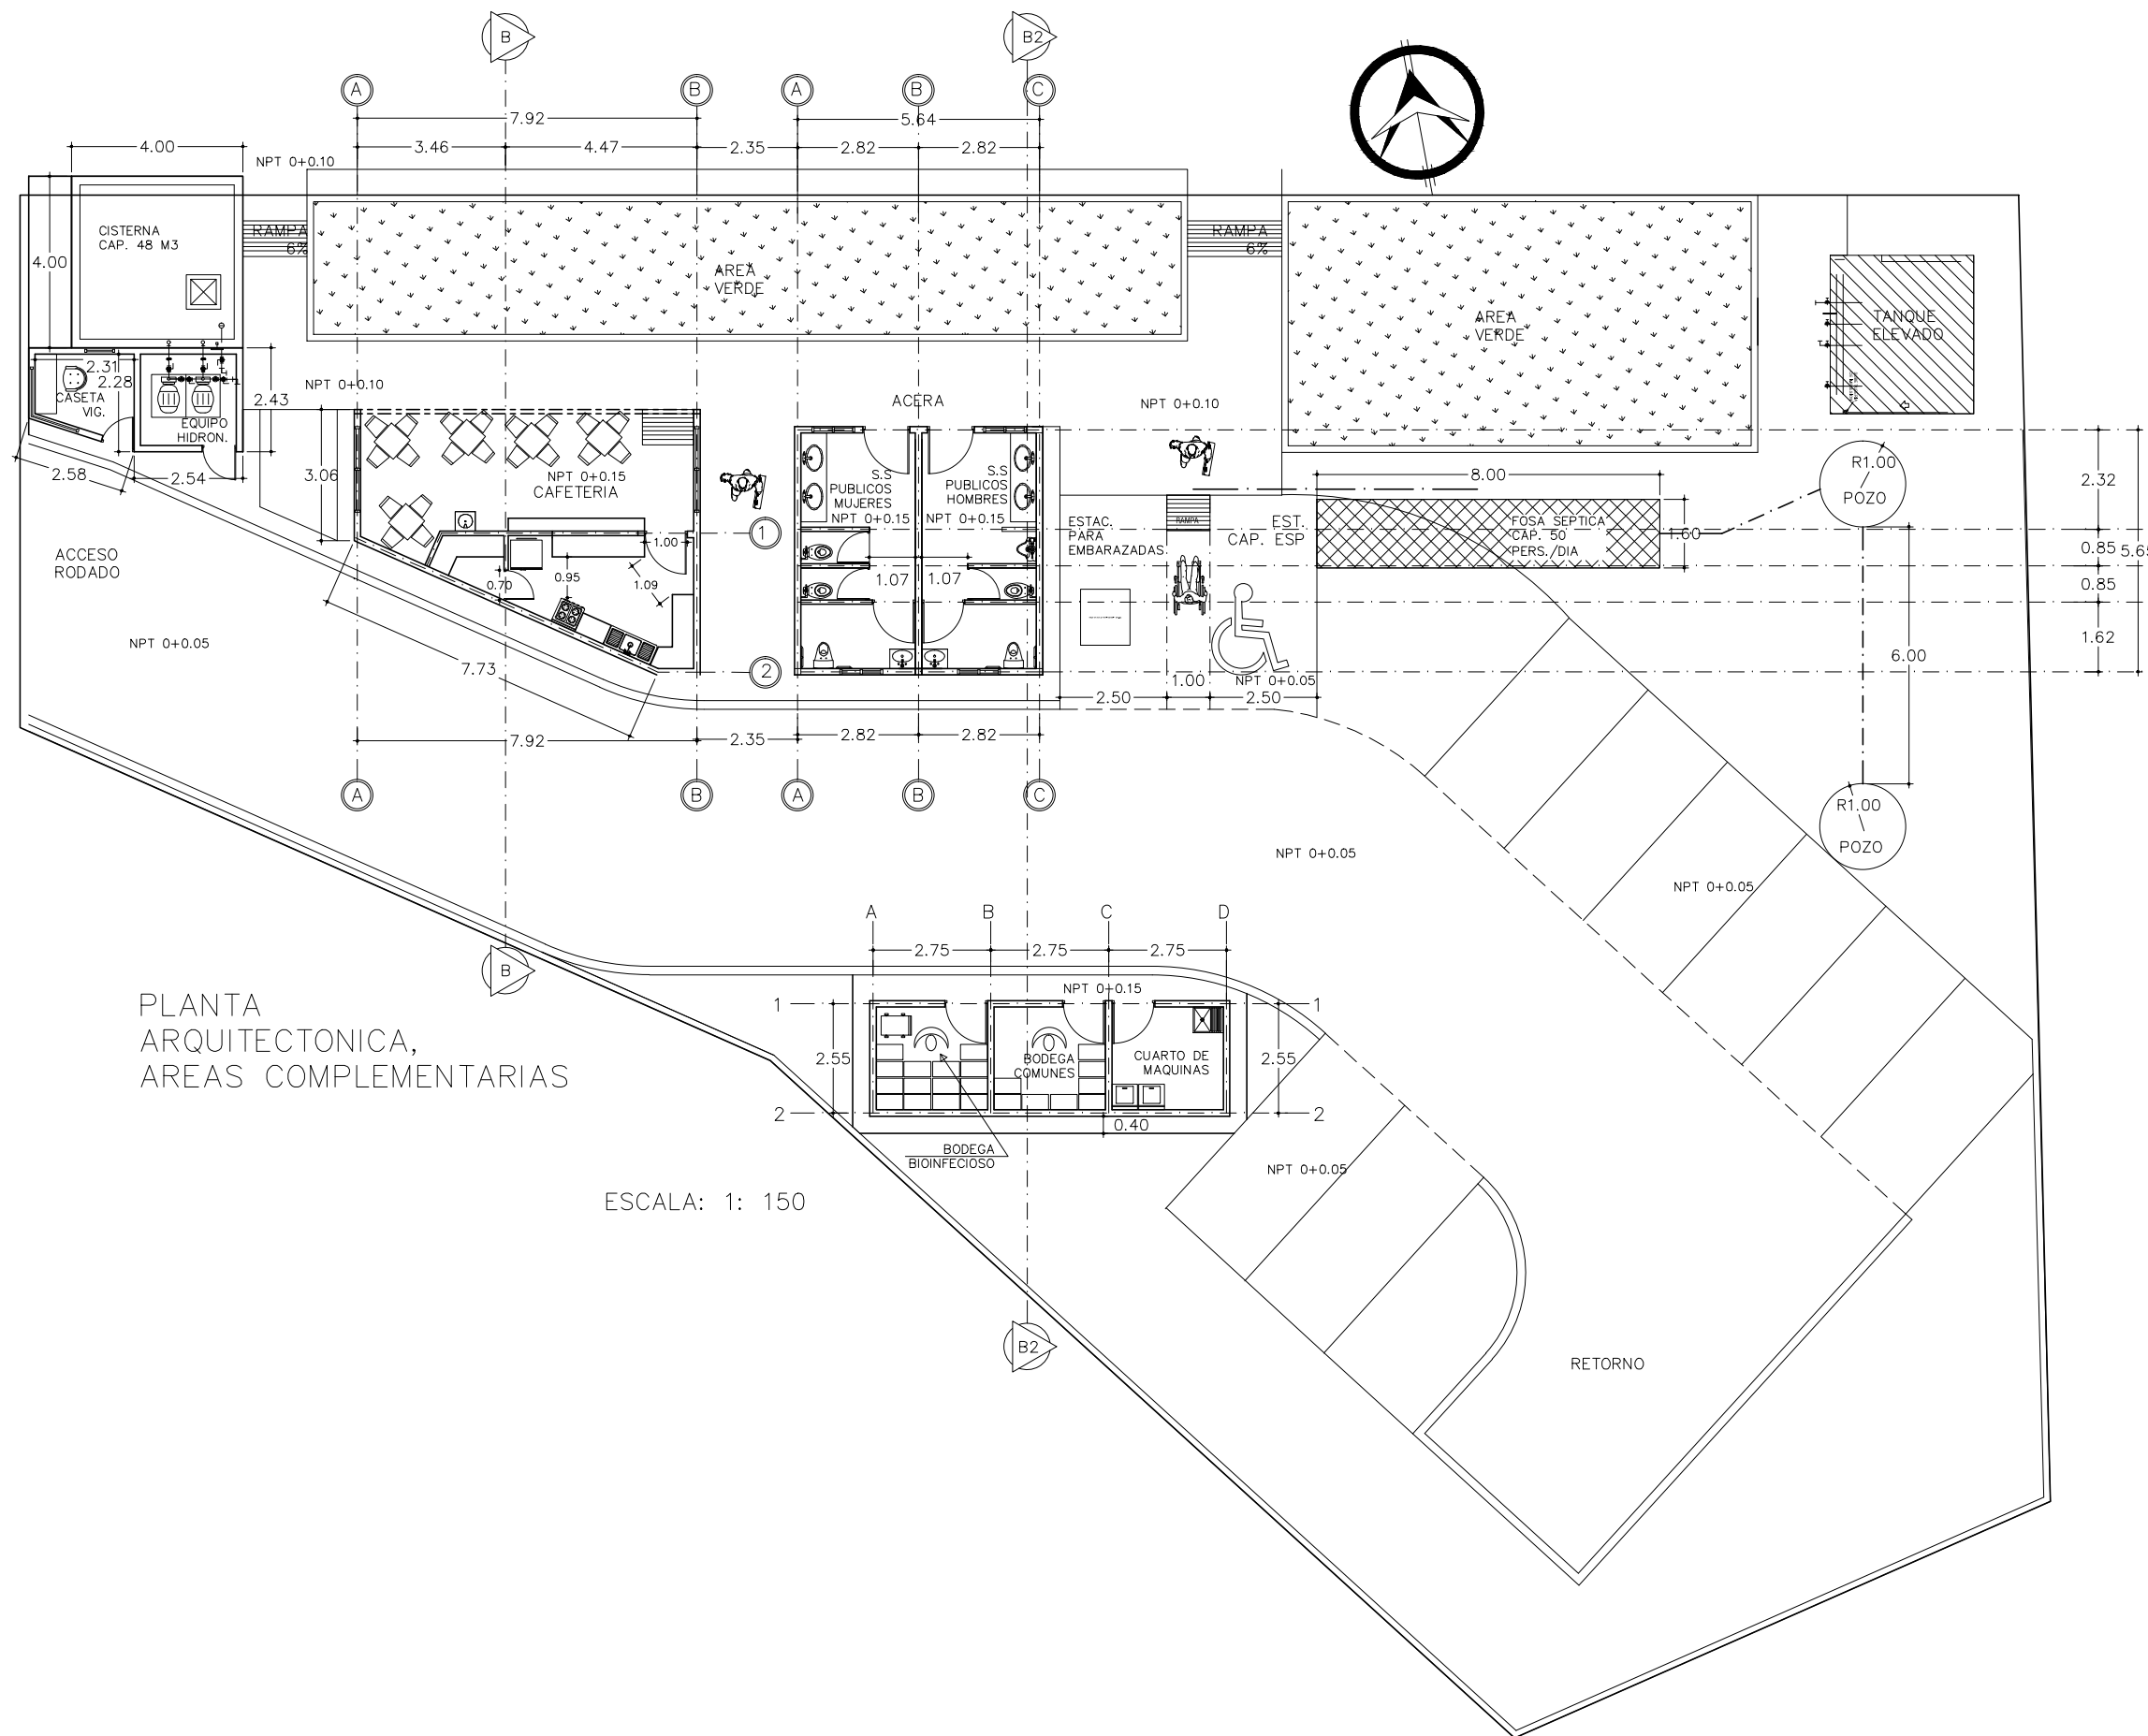 B
B2
A
B
A
B
C
7.92
5.64
3.46
4.47
2.35
2.82
2.82
4.00
NPT 0+0.10
CISTERNA
CAP. 48 M3
RAMPA
6%
RAMPA
6%
4.00
AREA
VERDE
AREA
VERDE
TANQUE
ELEVADO
2.31
2.28
CASETA
VIG.
EQUIPO
HIDRON.
2.43
NPT 0+0.10
ACERA
NPT 0+0.10
2.58
2.54
3.06
NPT 0+0.15
CAFETERIA
S.S
PUBLICOS
MUJERES
NPT 0+0.15
S.S
PUBLICOS
HOMBRES
NPT 0+0.15
8.00
R1.00
POZO
2.32
1
1.00
ESTAC.
PARA
EMBARAZADAS
RAMPA
EST.
CAP. ESP
FOSA SEPTICA
CAP. 50
PERS./DIA
1.60
0.85
5.65
0.85
ACCESO
RODADO
0.70
0.95
1.09
1.07
1.07
NPT 0+0.05
1.62
6.00
7.73
2
2.50
1.00
NPT 0+0.05
2.50
7.92
2.35
2.82
2.82
A
B
A
B
C
R1.00
POZO
NPT 0+0.05
NPT 0+0.05
A
B
C
D
2.75
2.75
2.75
B
NPT 0+0.15
1
1
PLANTA
ARQUITECTONICA,
AREAS COMPLEMENTARIAS
2.55
BODEGA
COMUNES
CUARTO DE
MAQUINAS
2.55
2
2
0.40
BODEGA
BIOINFECIOSO
NPT 0+0.05
ESCALA: 1: 150
B2
RETORNO